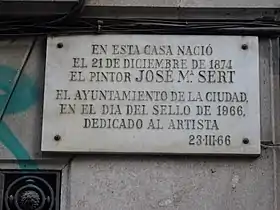 EN ESTA CASA NACIÓ
EL 21 DE DICIEMBRE DE 1874
EL PINTOR JOSÉ Mª SERT
EL AYUNTAMIENTO DE LA CIUDAD,
EN EL DIA DEL SELLO DE 1966,
DEDICADO AL ARTISTA
23-III-66